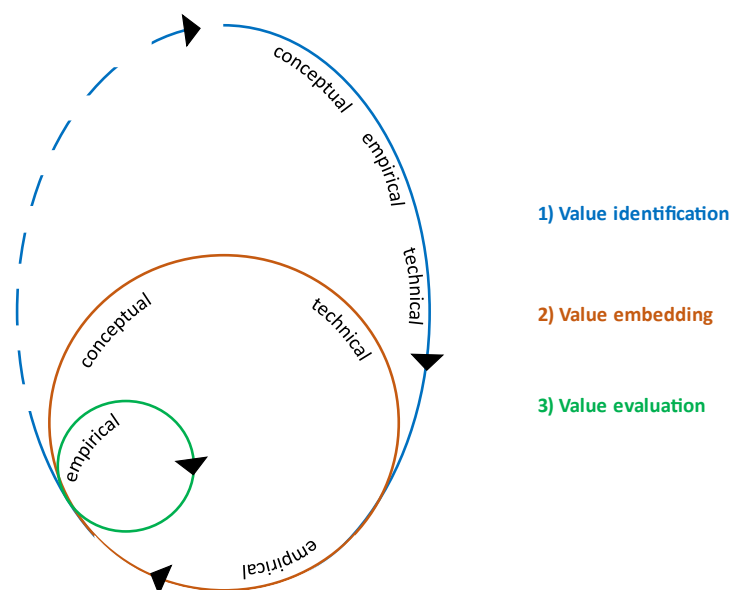 conceptual
empirical
technical
1) Value identification
conceptual
technical
2) Value embedding
empirical
3) Value evaluation
empirical